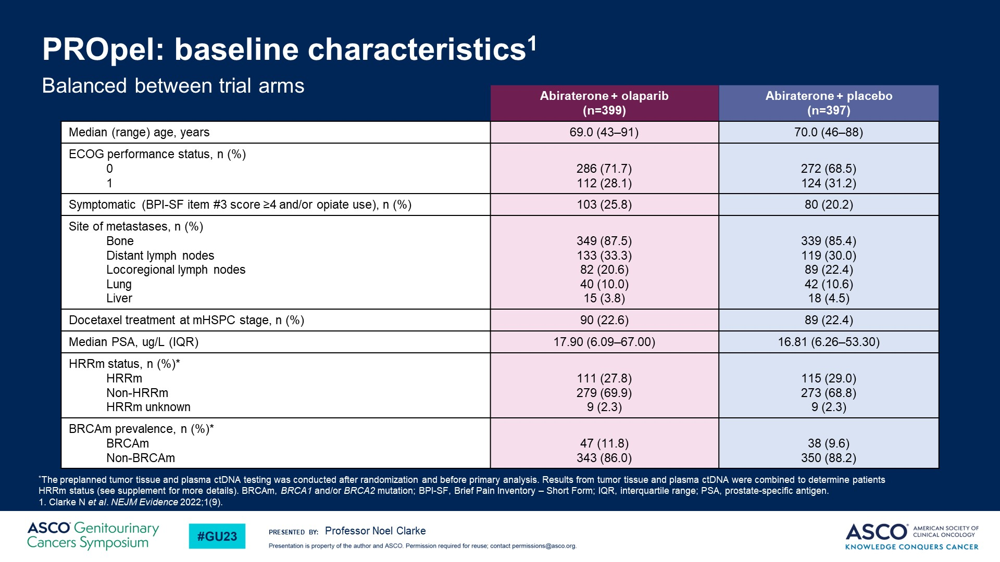 PROpel: baseline characteristics¹
Balanced between trial arms
Abiraterone + olaparib Abiraterone + placebo
(n=399) (n=397)
Median (range) age, years 69.0 (43–91) 70.0 (46–88)
ECOG performance status, n (%)
0 286 (71.7) 272 (68.5)
1 112 (28.1) 124 (31.2)
Symptomatic (BPI-SF item #3 score ≥4 and/or opiate use), n (%) 103 (25.8) 80 (20.2)
Site of metastases, n (%)
Bone 349 (87.5) 339 (85.4)
Distant lymph nodes 133 (33.3) 119 (30.0)
Locoregional lymph nodes 82 (20.6) 89 (22.4)
Lung 40 (10.0) 42 (10.6)
Liver 15 (3.8) 18 (4.5)
Docetaxel treatment at mHSPC stage, n (%) 90 (22.6) 89 (22.4)
Median PSA, ug/L (IQR) 17.90 (6.09–67.00) 16.81 (6.26–53.30)
HRRm status, n (%)*
HRRm 111 (27.8) 115 (29.0)
Non-HRRm 279 (69.9) 273 (68.8)
HRRm unknown 9 (2.3) 9 (2.3)
BRCAm prevalence, n (%)*
BRCAm 47 (11.8) 38 (9.6)
Non-BRCAm 343 (86.0) 350 (88.2)
*The preplanned tumor tissue and plasma ctDNA testing was conducted after randomization and before primary analysis. Results from tumor tissue and plasma ctDNA were combined to determine patients
HRRm status (see supplement for more details). BRCAm, BRCA1 and/or BRCA2 mutation; BPI-SF, Brief Pain Inventory – Short Form; IQR, interquartile range; PSA, prostate-specific antigen.
1. Clarke N et al. NEJM Evidence 2022;1(9).
ASCO® Genitourinary
Cancers Symposium
#GU23
PRESENTED BY: Professor Noel Clarke
Presentation is property of the author and ASCO. Permission required for reuse; contact permissions@asco.org.
ASCO® AMERICAN SOCIETY OF
CLINICAL ONCOLOGY
KNOWLEDGE CONQUERS CANCER